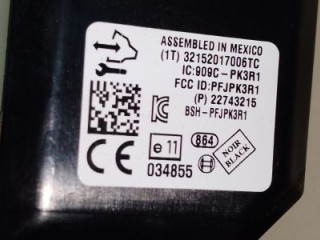 ASSEMBLED IN MEXICO
(1T) 32152017006TC
IC:909C-PK3R1
FCC ID:PFJPK3R1
(P) 22743215
BSH-PFJPK3R1
e 11
864
NOIR
BLACK
CE
034855